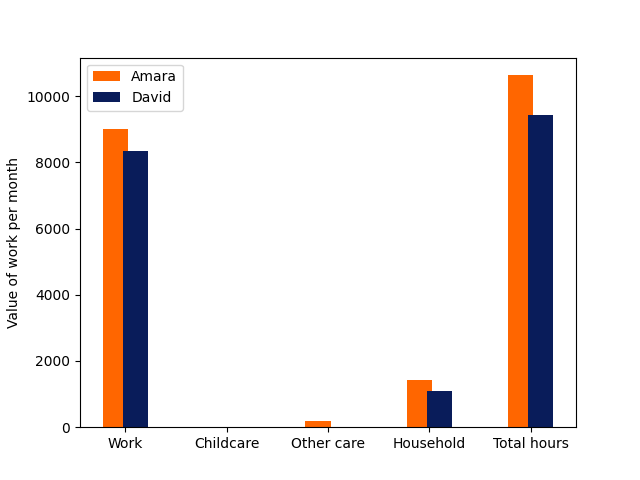 Amara
David
Value of work per month
10000
8000
6000
4000
2000
0
Work Childcare Other care Household Total hours